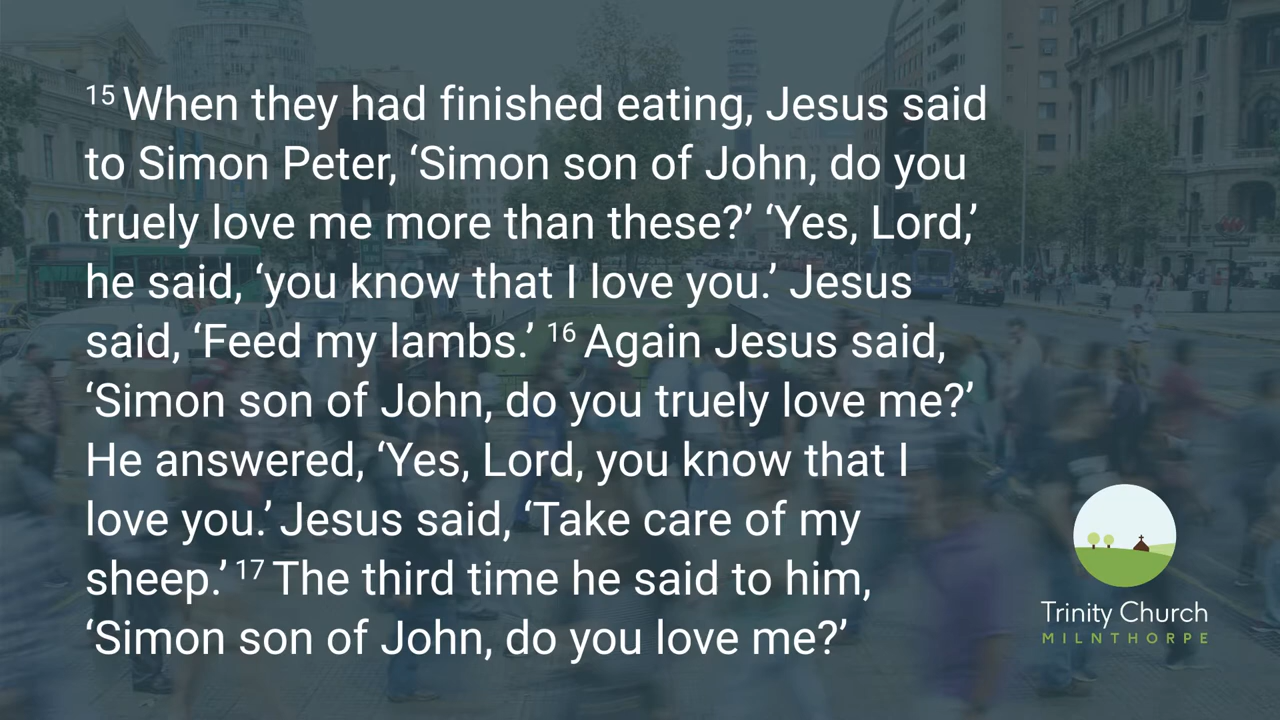 ¹⁵ When they had finished eating, Jesus said
to Simon Peter, ‘Simon son of John, do you
truely love me more than these?’ ‘Yes, Lord,’
he said, ‘you know that I love you.’ Jesus
said, ‘Feed my lambs.’ ¹⁶ Again Jesus said,
‘Simon son of John, do you truely love me?’
He answered, ‘Yes, Lord, you know that I
love you.’ Jesus said, ‘Take care of my
sheep.’ ¹⁷ The third time he said to him,
‘Simon son of John, do you love me?’
Trinity Church
MILNTHORPE